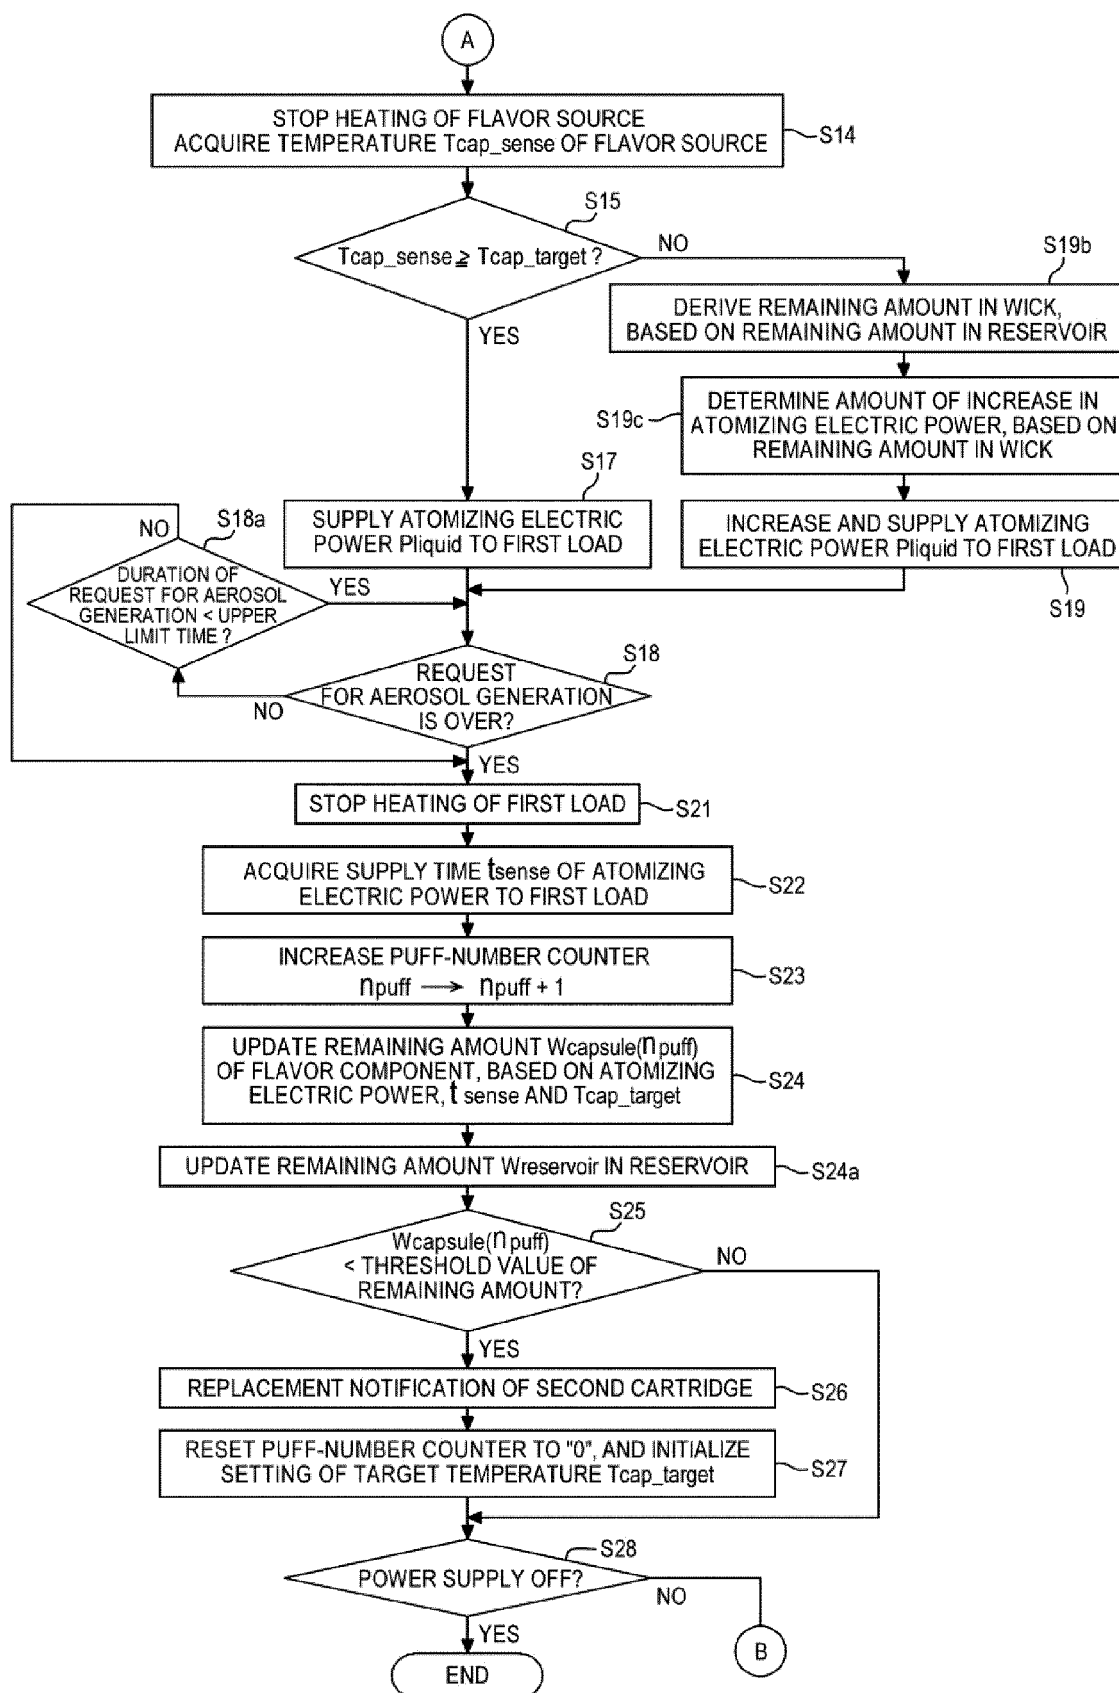 A
STOP HEATING OF FLAVOR SOURCE
ACQUIRE TEMPERATURE Tcap_sense OF FLAVOR SOURCE
S14
S15
Tcap_sense ≧ Tcap_target ?
NO
YES
S19b
DERIVE REMAINING AMOUNT IN WICK,
BASED ON REMAINING AMOUNT IN RESERVOIR
S19c
DETERMINE AMOUNT OF INCREASE IN
ATOMIZING ELECTRIC POWER, BASED ON
REMAINING AMOUNT IN WICK
S17
SUPPLY ATOMIZING ELECTRIC
POWER Pliquid TO FIRST LOAD
INCREASE AND SUPPLY ATOMIZING
ELECTRIC POWER Pliquid TO FIRST LOAD
S19
NO
S18a
DURATION OF
REQUEST FOR AEROSOL
GENERATION < UPPER
LIMIT TIME ?
YES
S18
REQUEST
FOR AEROSOL GENERATION
IS OVER?
NO
YES
STOP HEATING OF FIRST LOAD
S21
ACQUIRE SUPPLY TIME tsense OF ATOMIZING
ELECTRIC POWER TO FIRST LOAD
S22
INCREASE PUFF-NUMBER COUNTER
npuff → npuff + 1
S23
UPDATE REMAINING AMOUNT Wcapsule(npuff)
OF FLAVOR COMPONENT, BASED ON ATOMIZING
ELECTRIC POWER, tsense AND Tcap_target
S24
UPDATE REMAINING AMOUNT Wreservoir IN RESERVOIR
S24a
S25
Wcapsule(npuff)
< THRESHOLD VALUE OF
REMAINING AMOUNT?
NO
YES
REPLACEMENT NOTIFICATION OF SECOND CARTRIDGE
S26
RESET PUFF-NUMBER COUNTER TO "0", AND INITIALIZE
SETTING OF TARGET TEMPERATURE Tcap_target
S27
S28
POWER SUPPLY OFF?
NO
YES
B
END